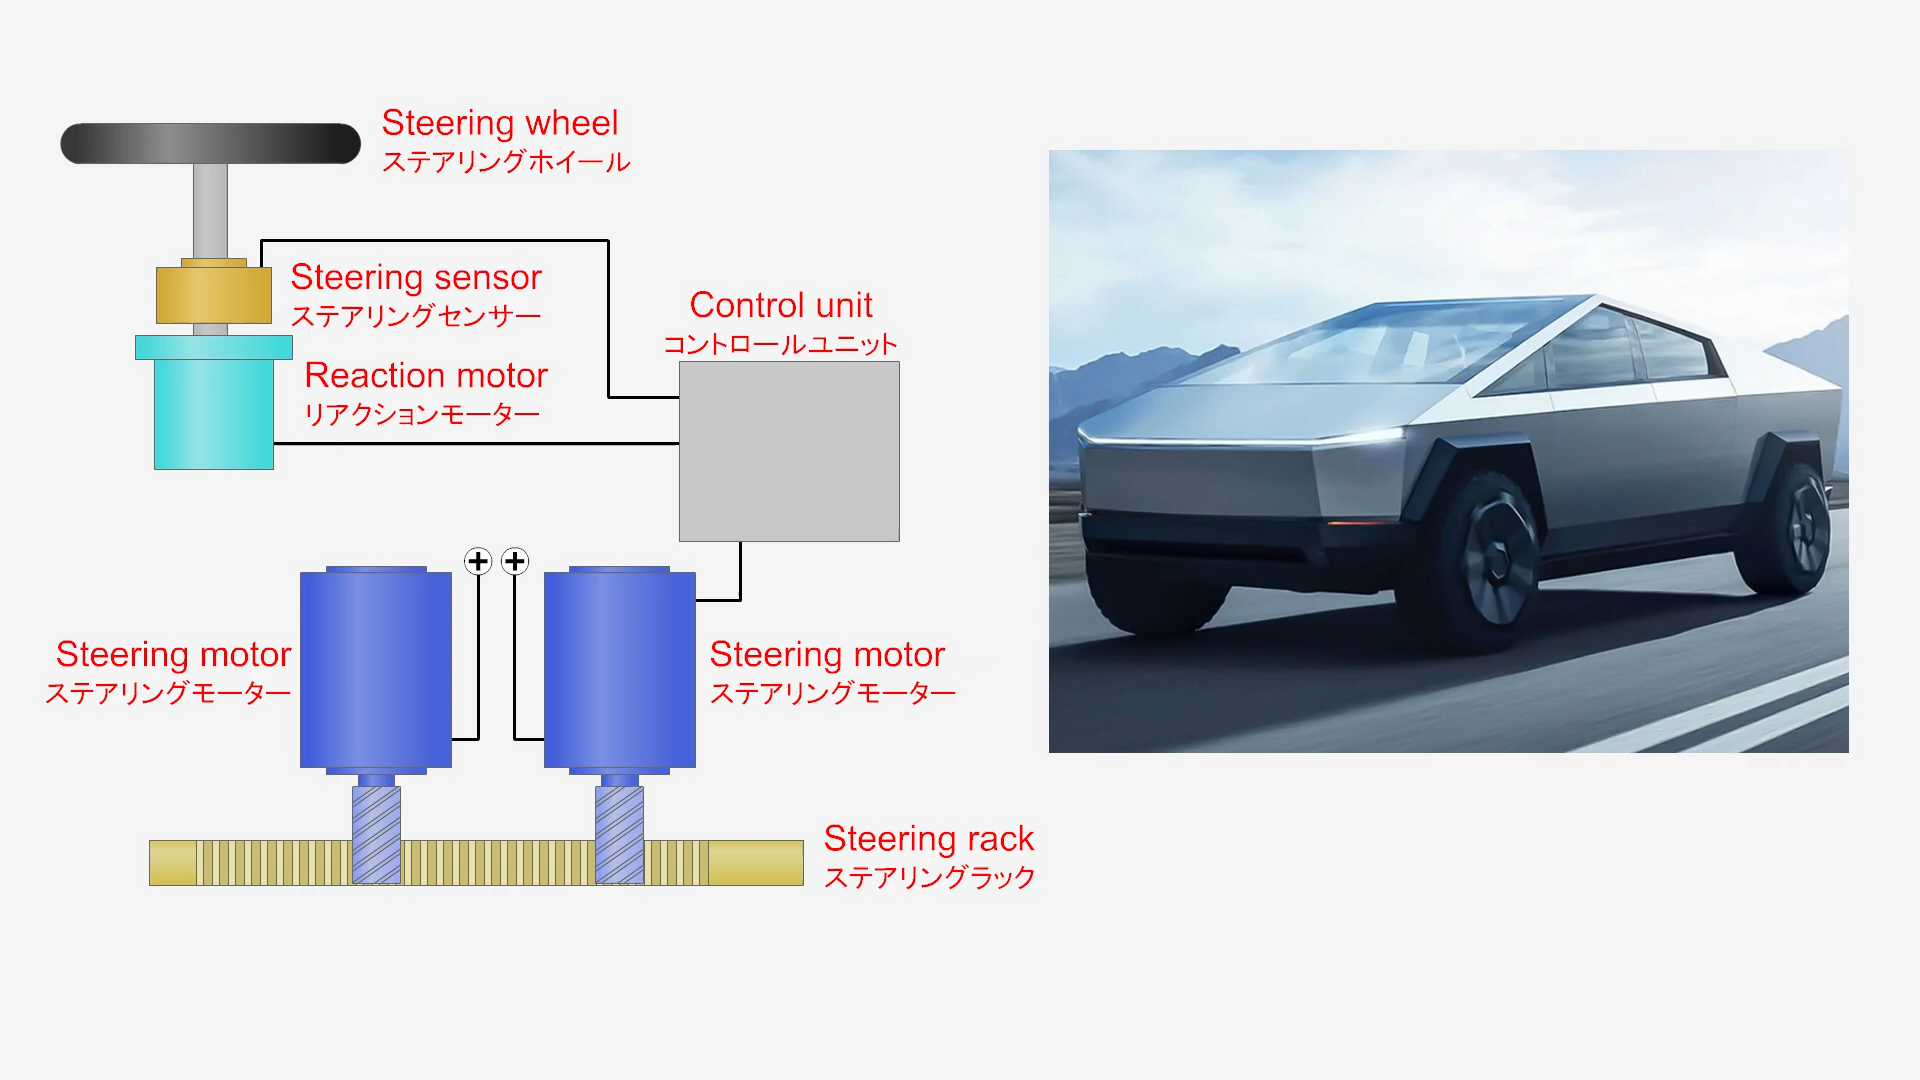 Steering wheel
ステアリングホイール
Steering sensor
ステアリングセンサー
Control unit
コントロールユニット
Reaction motor
リアクションモーター
Steering motor
ステアリングモーター
Steering motor
ステアリングモーター
Steering rack
ステアリングラック